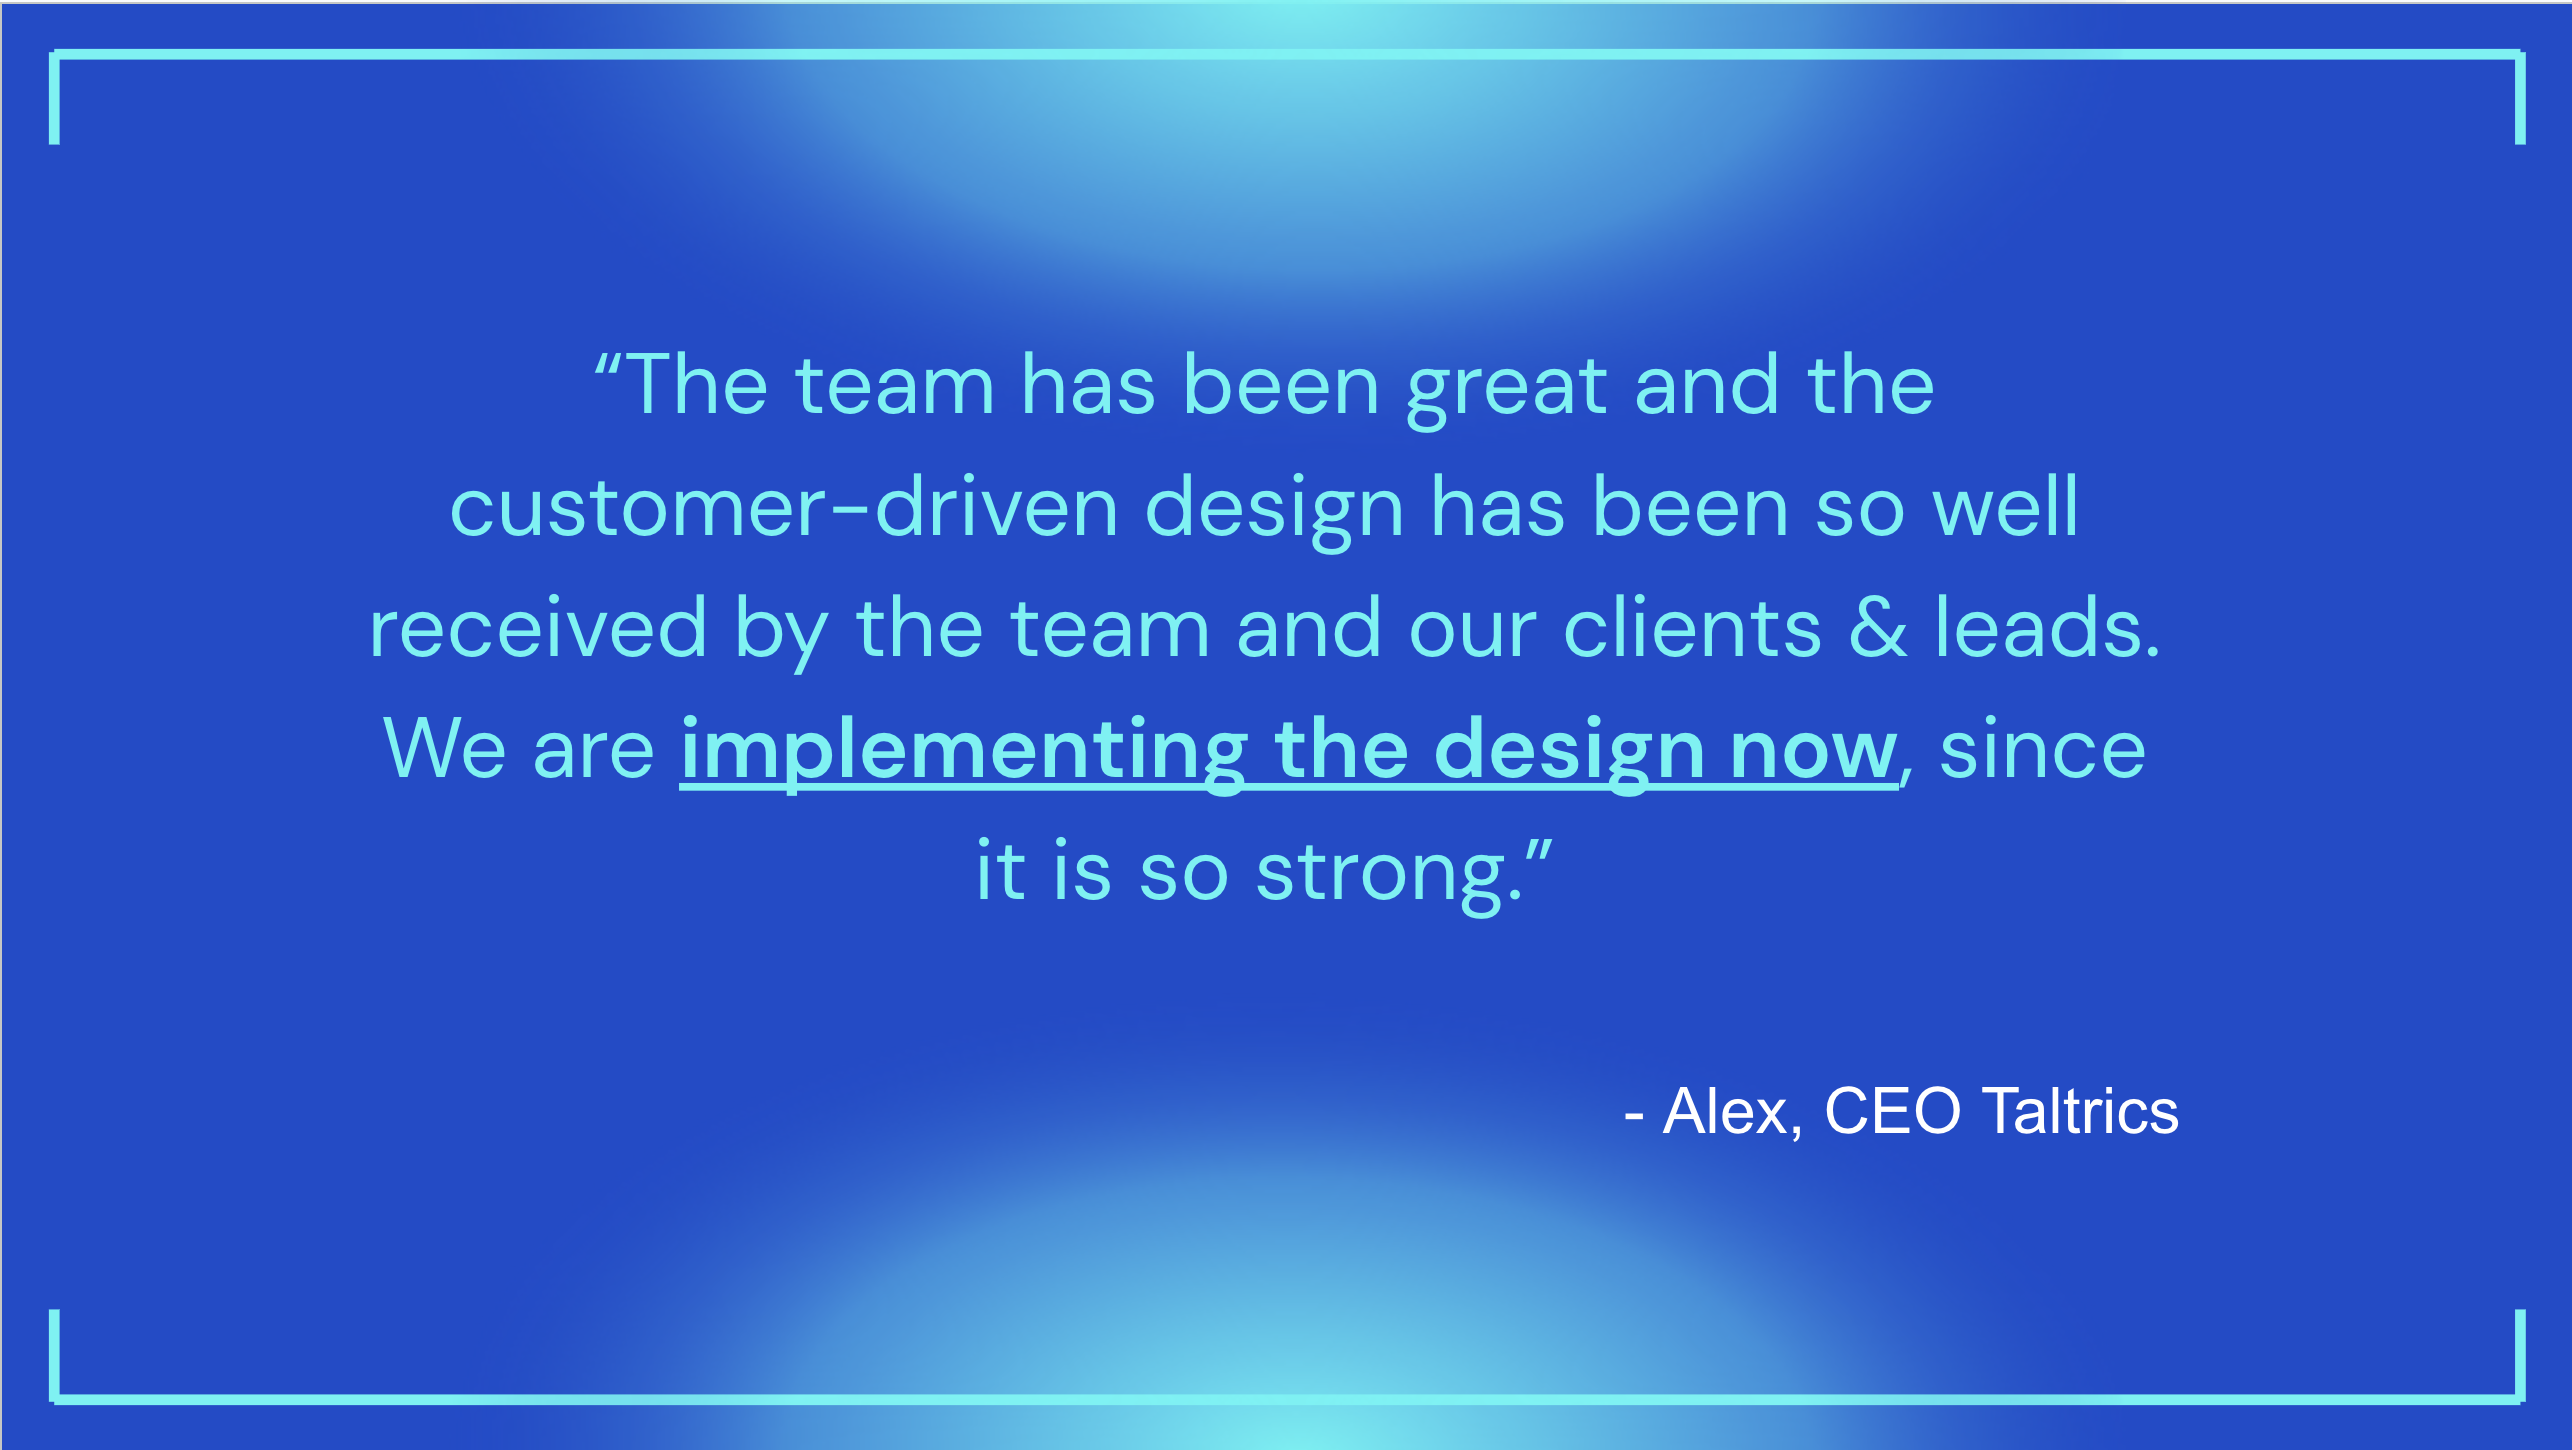 “The team has been great and the
customer-driven design has been so well
received by the team and our clients & leads.
We are implementing the design now, since
it is so strong.”
- Alex, CEO Taltrics